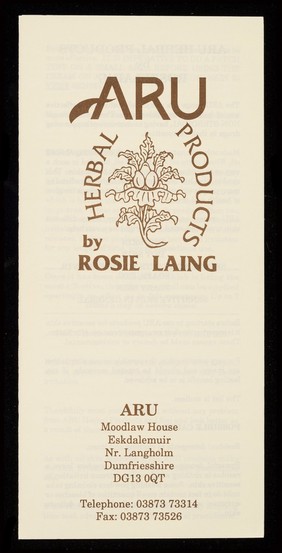 ARU
HERBAL PRODUCTS
by
ROSIE LAING
ARU
Moodlaw House
Eskdalemuir
Nr. Langholm
Dumfriesshire
DG13 0QT
Telephone: 03873 73314
Fax: 03873 73526